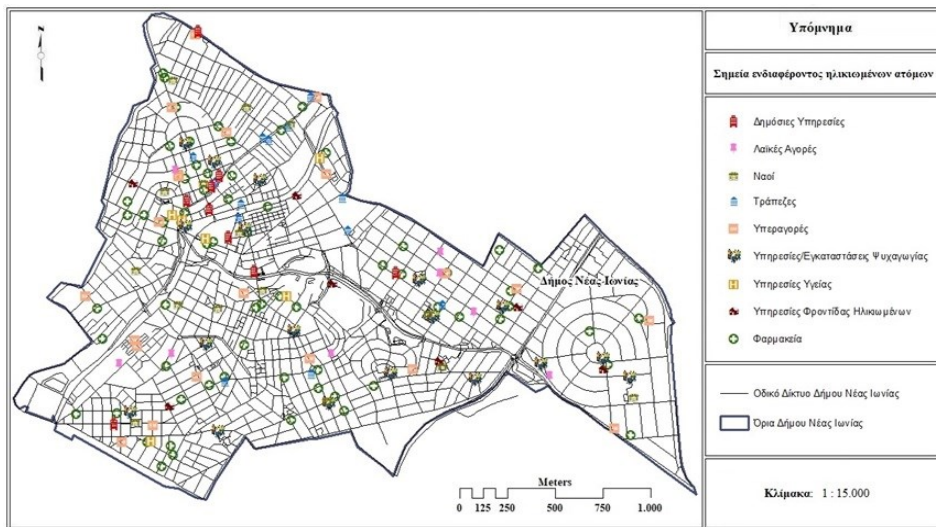 N
Υπόμνημα
Σημεία ενδιαφέροντος ηλικιωμένων ατόμων
Δημόσιες Υπηρεσίες
Λαϊκές Αγορές
Ναοί
Τράπεζες
Υπεραγορές
Υπηρεσίες/Εγκαταστάσεις Ψυχαγωγίας
Υπηρεσίες Υγείας
Υπηρεσίες Φροντίδας Ηλικιωμένων
Φαρμακεία
Οδικό Δίκτυο Δήμου Νέας Ιωνίας
Όρια Δήμου Νέας Ιωνίας
Κλίμακα: 1 : 15.000
Δήμος Νέας Ιωνίας
Meters
0 125 250 500 750 1.000